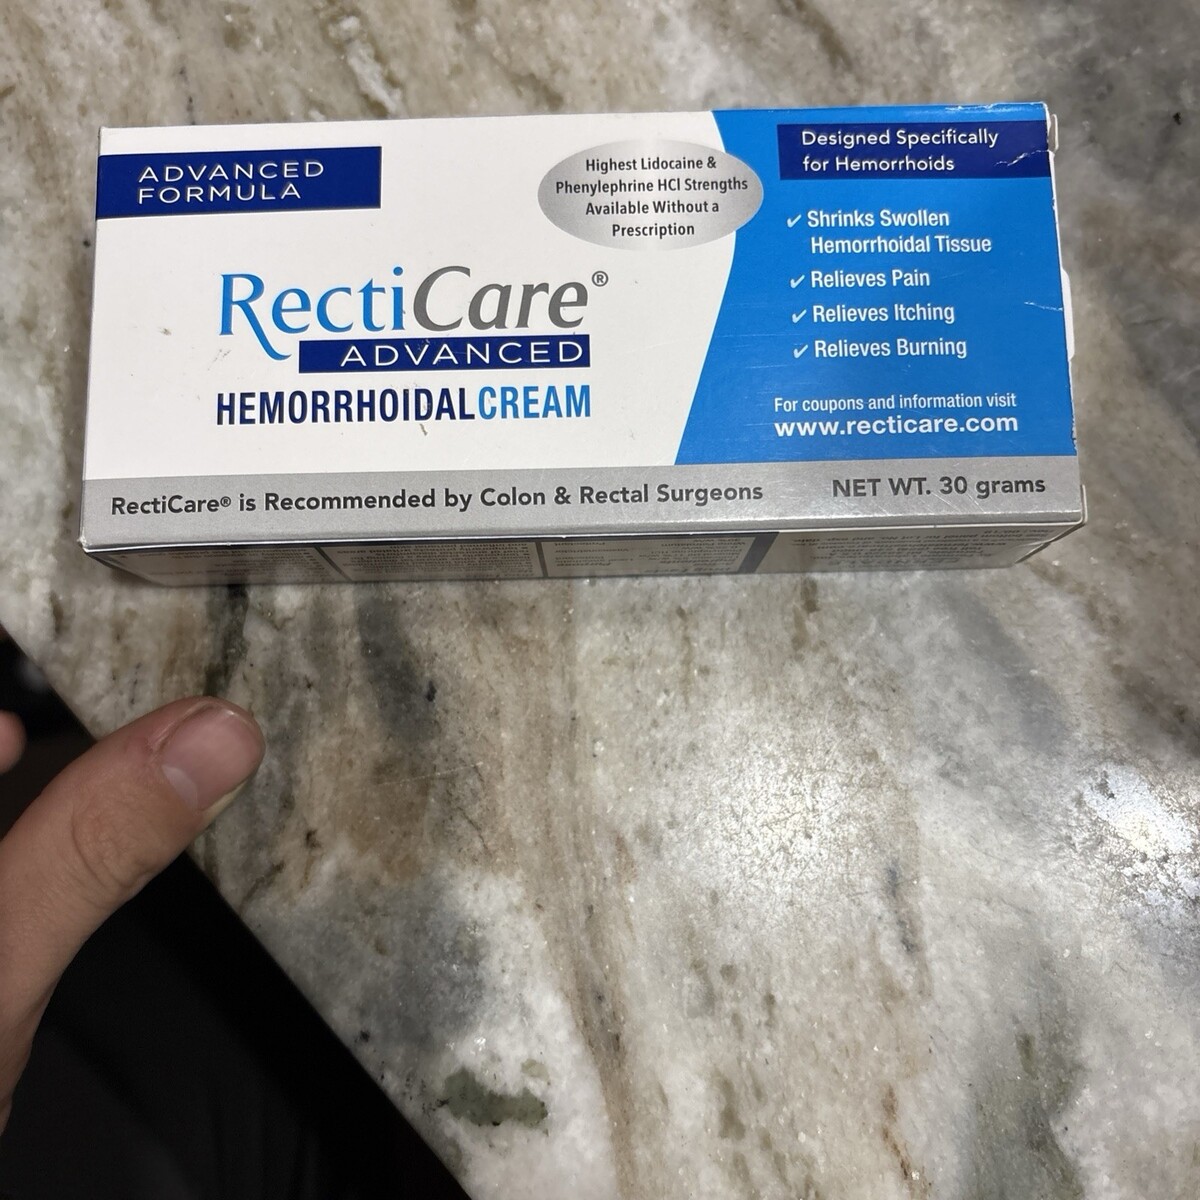 ADVANCED
FORMULA
Highest Lidocaine &
Phenylephrine HCl Strengths
Available Without a
Prescription
RectiCare®
ADVANCED
HEMORRHOIDAL CREAM
Designed Specifically
for Hemorrhoids
✓ Shrinks Swollen
Hemorrhoidal Tissue
✓ Relieves Pain
✓ Relieves Itching
✓ Relieves Burning
For coupons and information visit
www.recticare.com
RectiCare® is Recommended by Colon & Rectal Surgeons
NET WT. 30 grams